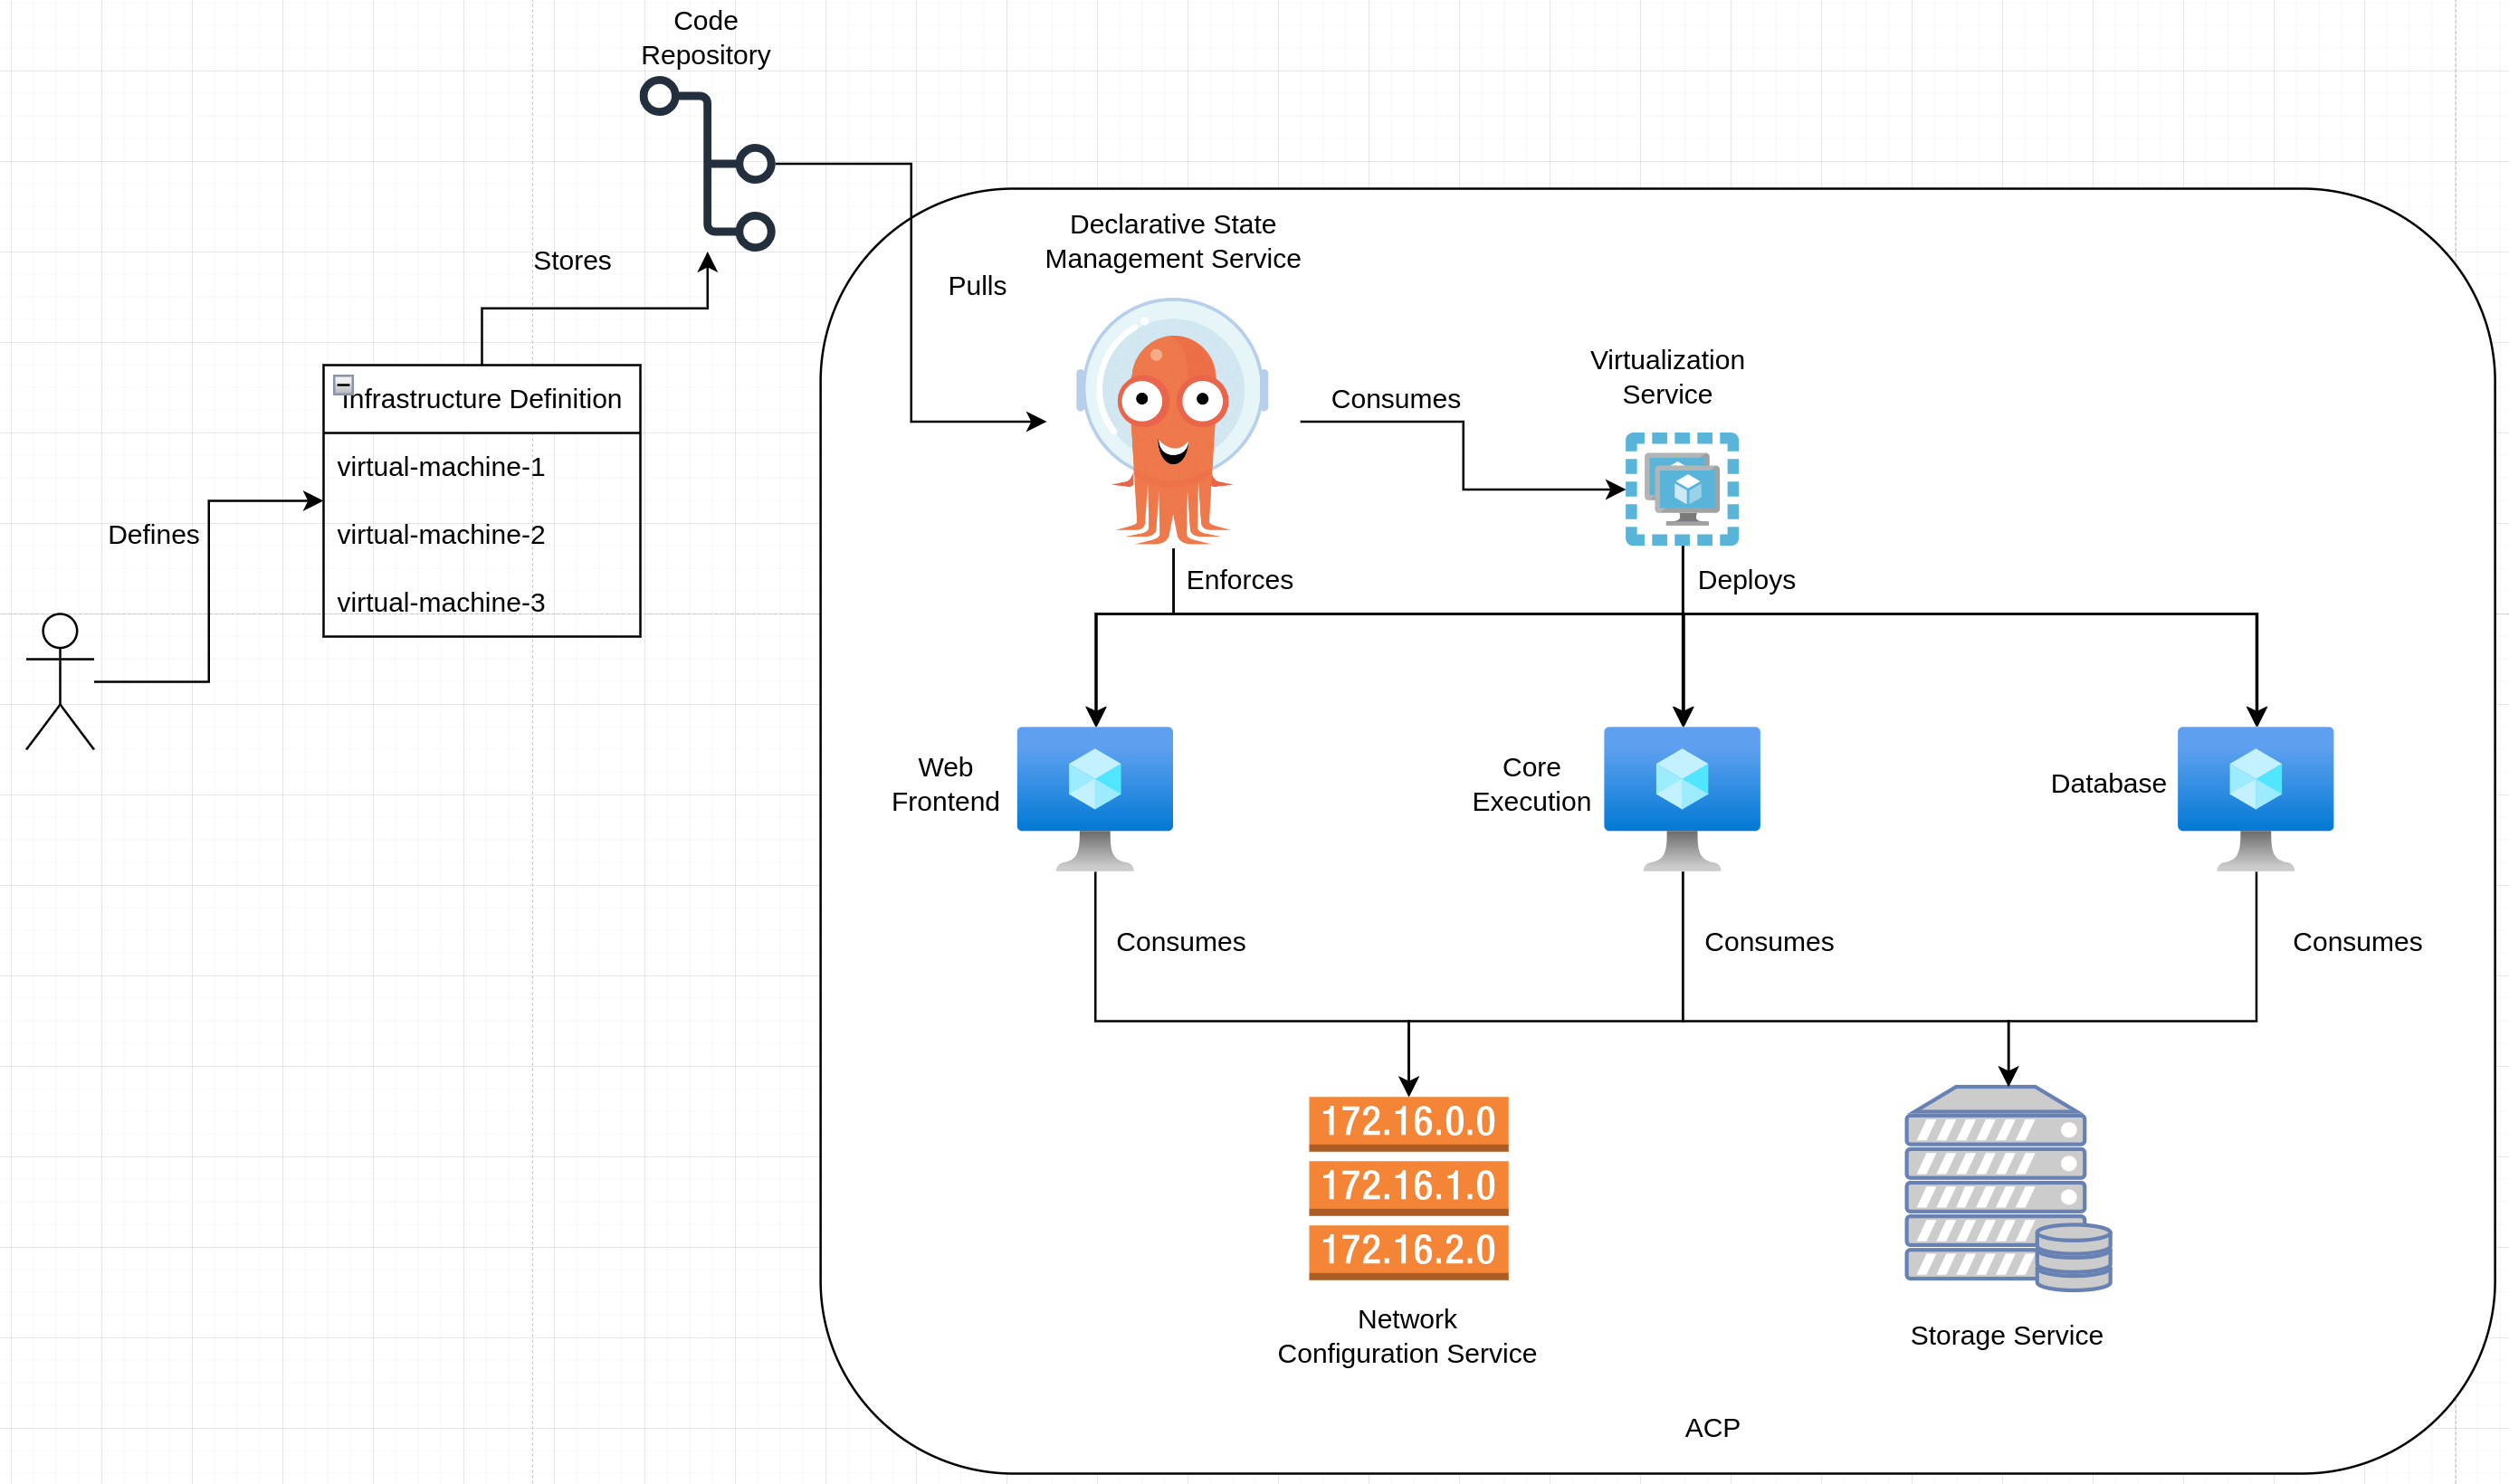 Code
Repository
Stores
Declarative State
Management Service
Pulls
Infrastructure Definition
virtual-machine-1
virtual-machine-2
virtual-machine-3
Defines
Consumes
Virtualization
Service
Enforces
Deploys
Web
Frontend
Core
Execution
Database
Consumes
Consumes
Consumes
172.16.0.0
172.16.1.0
172.16.2.0
Network
Configuration Service
Storage Service
ACP